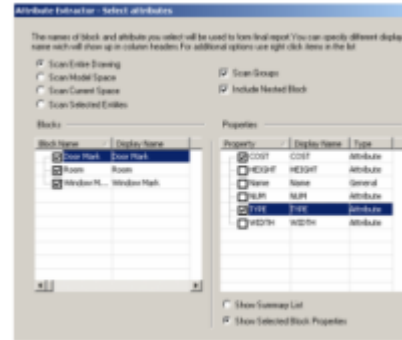 Attribute Extractor - Select attributes
The names of block and attribute you select will be used to form final report You can specify different display
name wich will show up in column headers. For additional options use right click items in the list
Scan Entire Drawing
Scan Model Space
Scan Current Space
Scan Selected Entities
Scan Groups
Include Nested Block
Blocks
Properties
Block Name Display Name
Door Mark Door Mark
Room Room
Window M... Window Mark
Property Display Name Type
COST COST Attribute
HEIGHT HEIGHT Attribute
Name Name General
NUM NUM Attribute
TYPE TYPE Attribute
WIDTH WIDTH Attribute
Show Summary List
Show Selected Block Properties